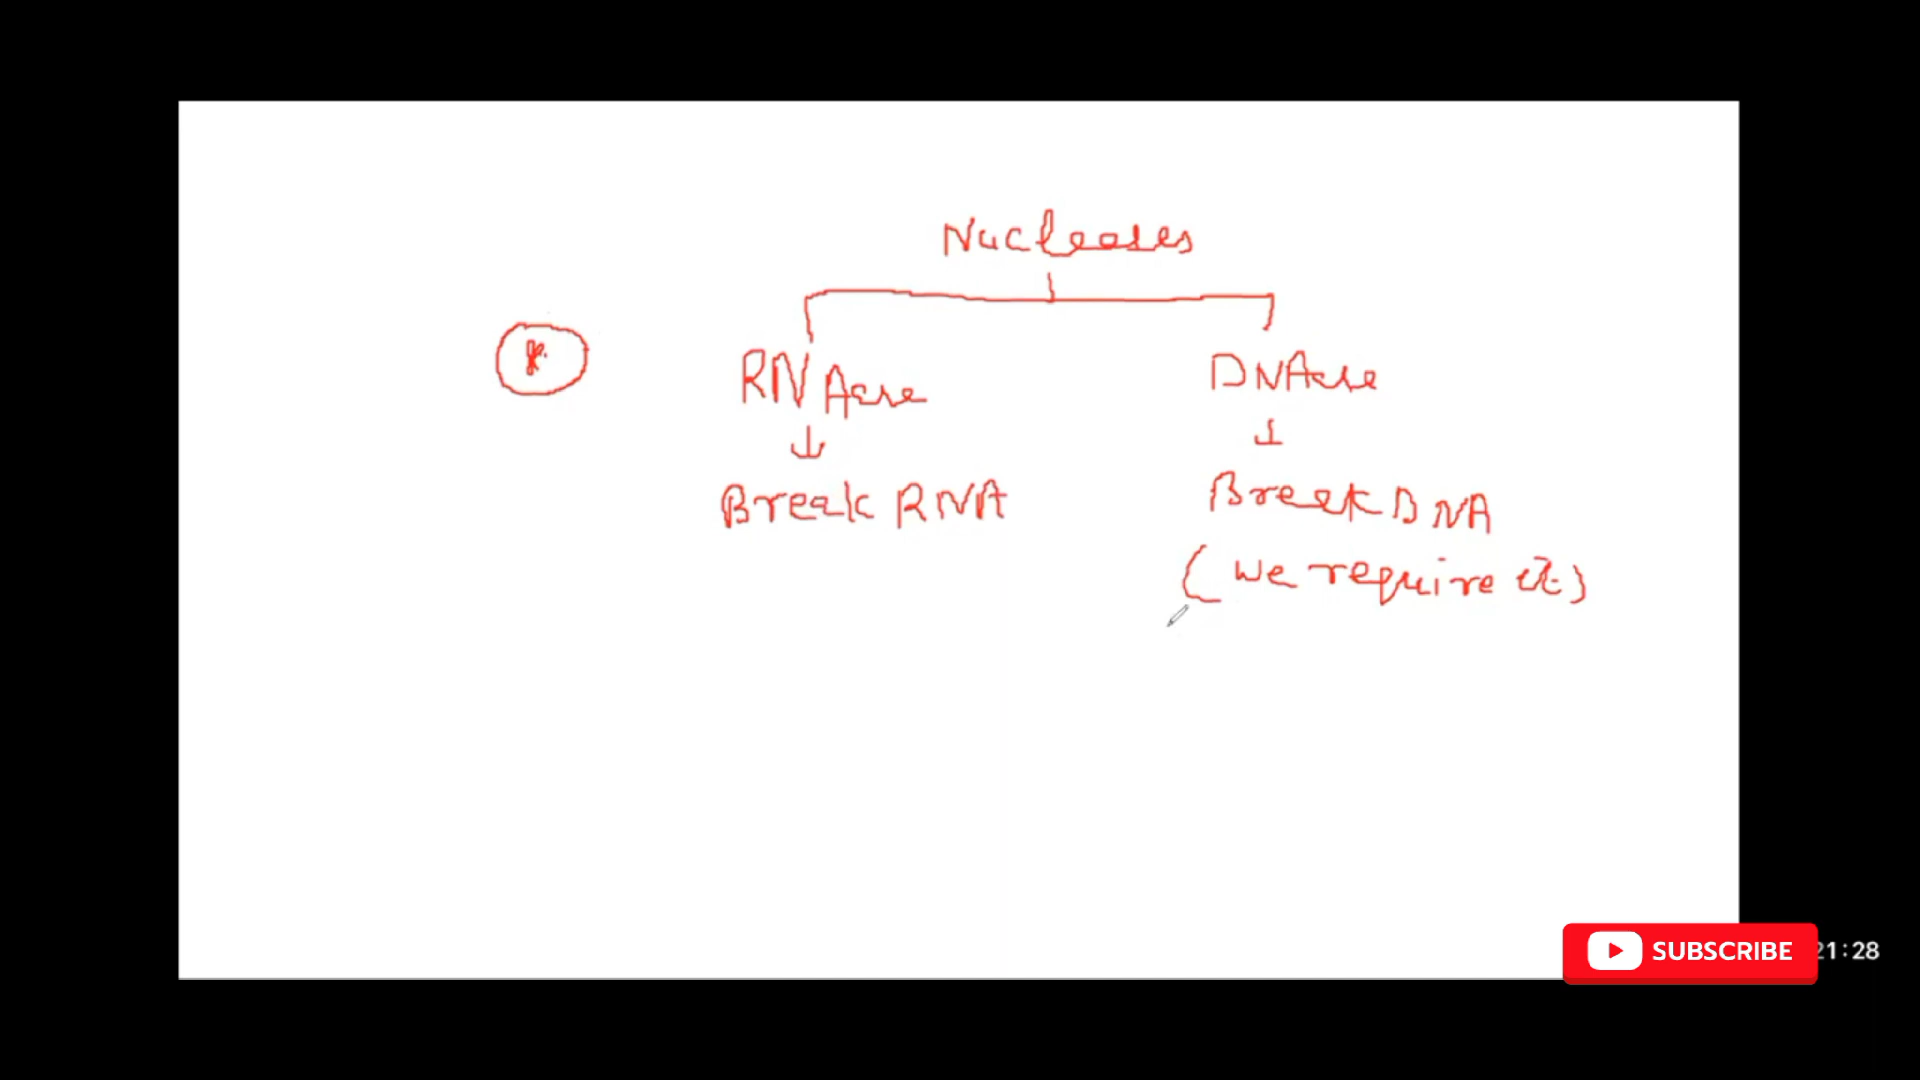 Nucleases
RNAase
DNAase
Break RNA
Break DNA
(We require it)
SUBSCRIBE
21:28